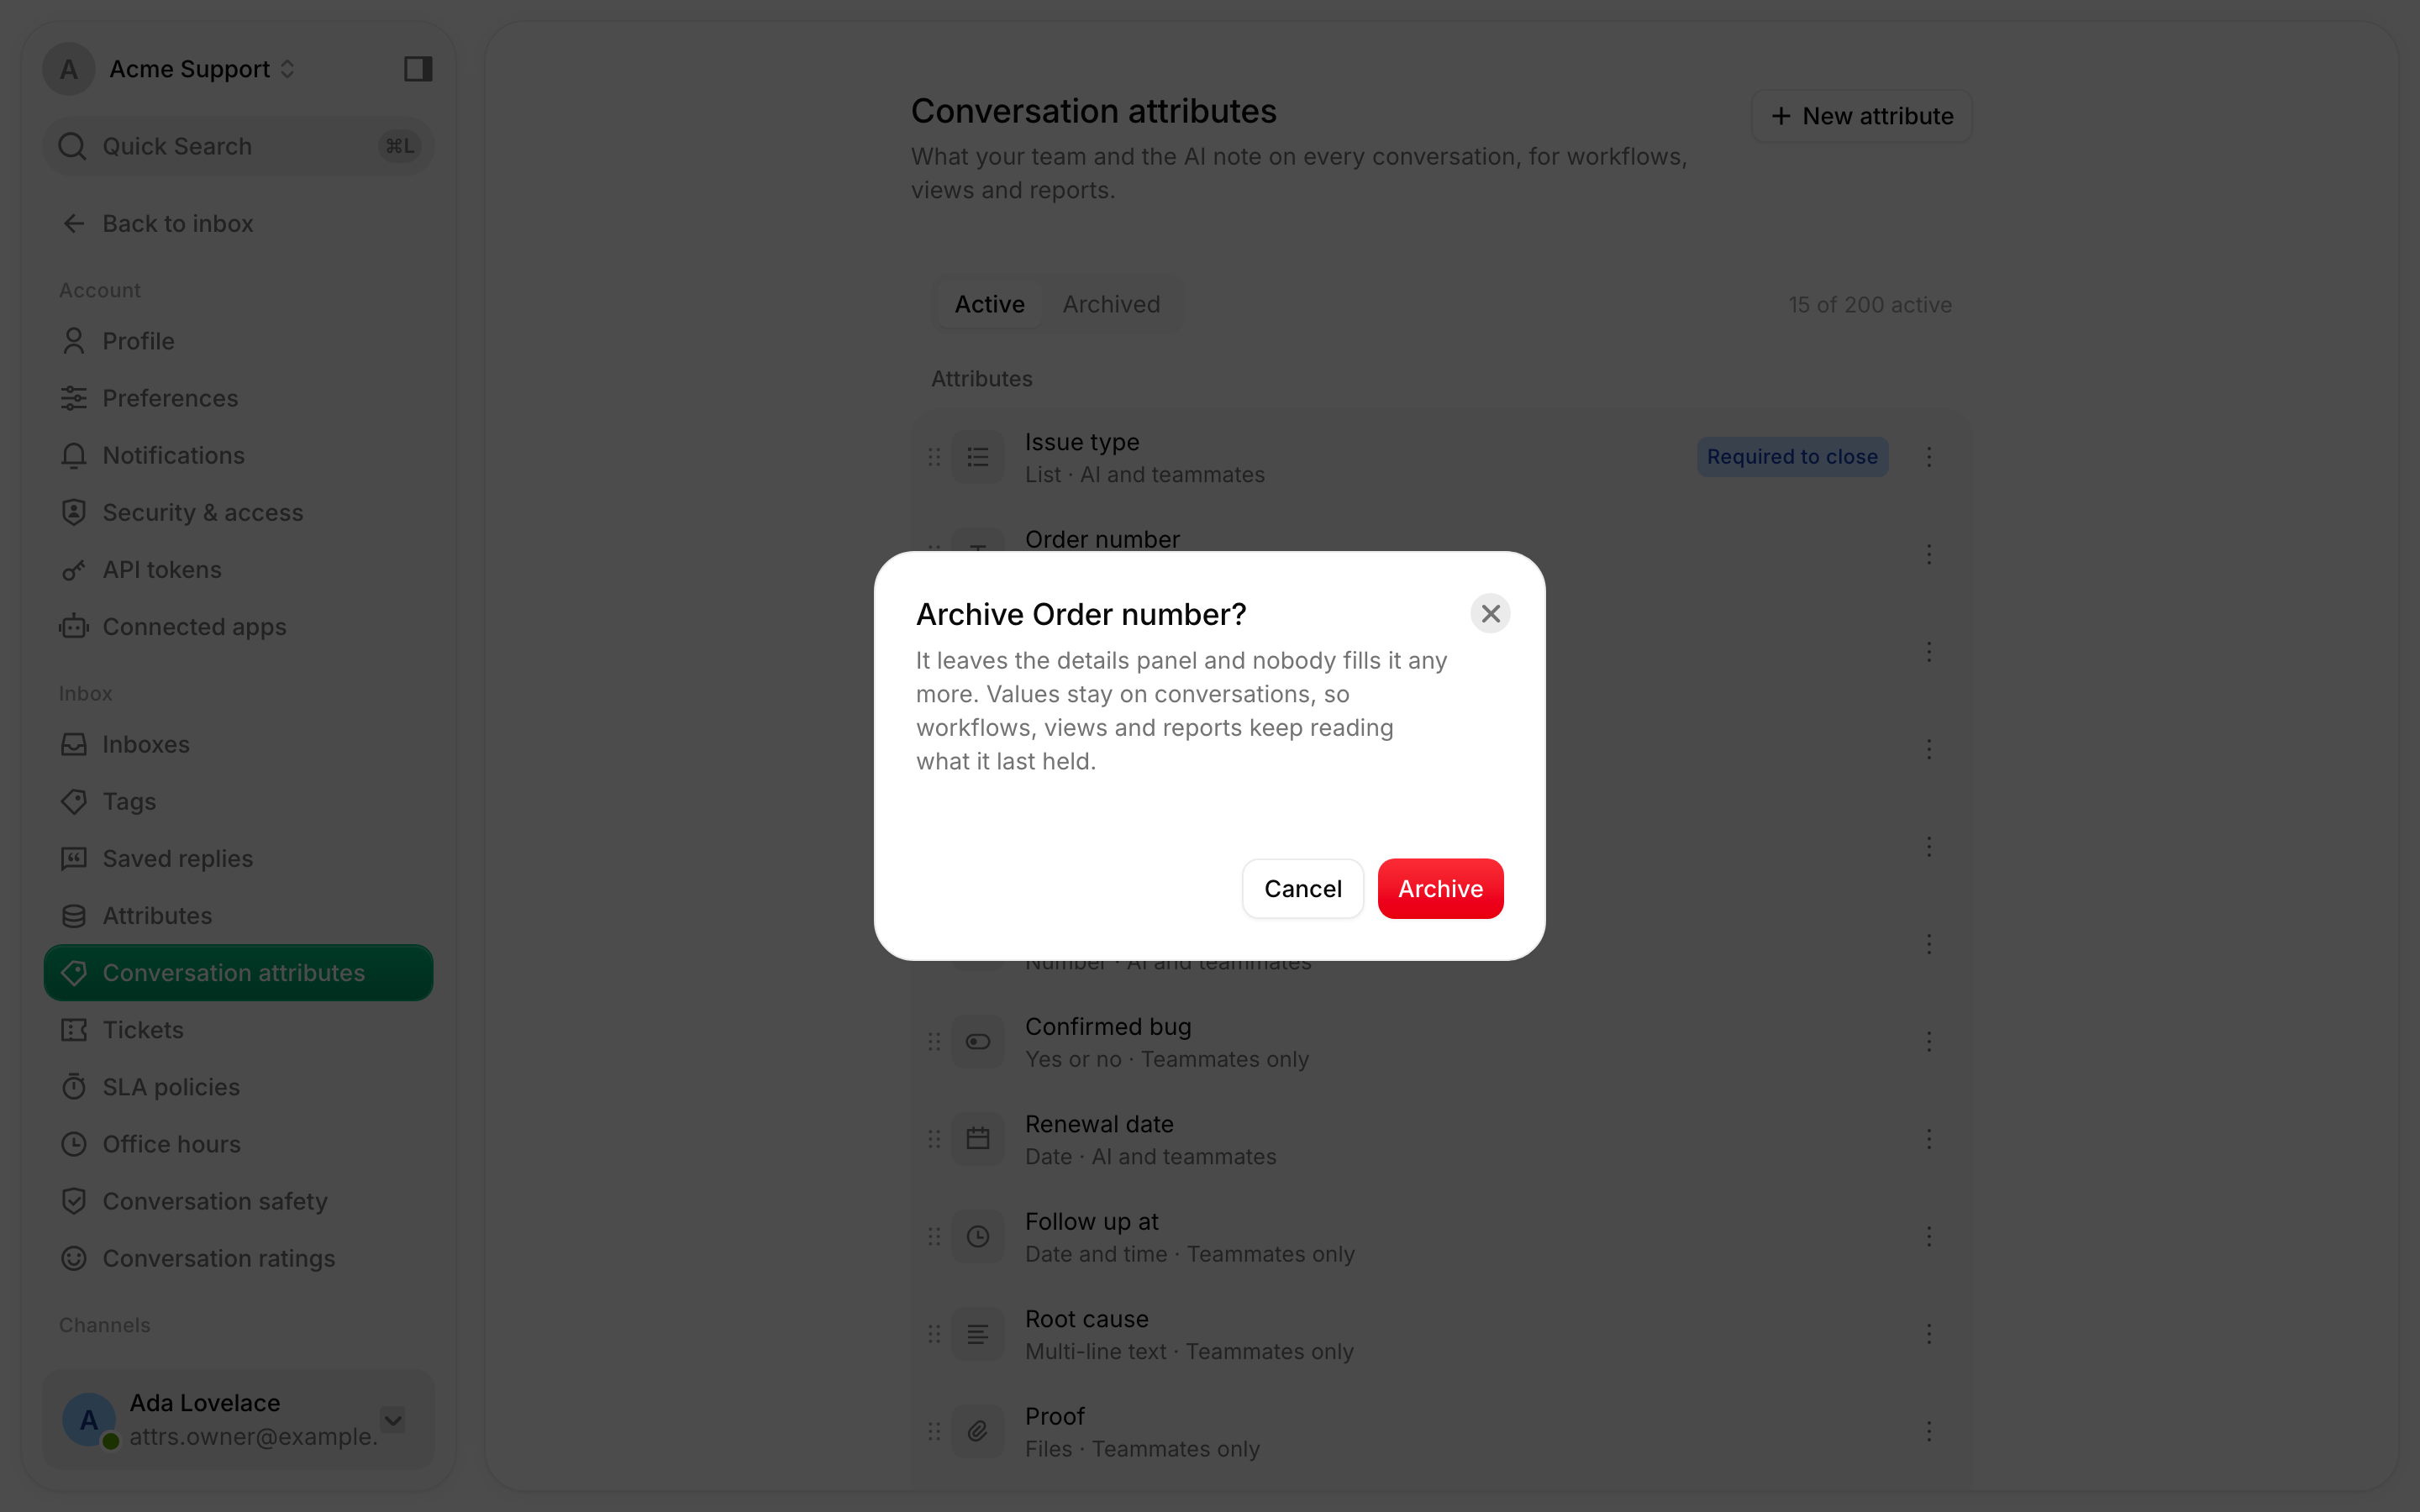 A
Acme Support
Quick Search
⌘L
Back to inbox
Account
Profile
Preferences
Notifications
Security & access
API tokens
Connected apps
Inbox
Inboxes
Tags
Saved replies
Attributes
Conversation attributes
Tickets
SLA policies
Office hours
Conversation safety
Conversation ratings
Channels
A
Ada Lovelace
attrs.owner@example.
Conversation attributes
New attribute
What your team and the AI note on every conversation, for workflows,
views and reports.
Active
Archived
15 of 200 active
Attributes
Issue type
List · AI and teammates
Required to close
Order number
Archive Order number?
It leaves the details panel and nobody fills it any
more. Values stay on conversations, so
workflows, views and reports keep reading
what it last held.
Cancel
Archive
Number · AI and teammates
Confirmed bug
Yes or no · Teammates only
Renewal date
Date · AI and teammates
Follow up at
Date and time · Teammates only
Root cause
Multi-line text · Teammates only
Proof
Files · Teammates only